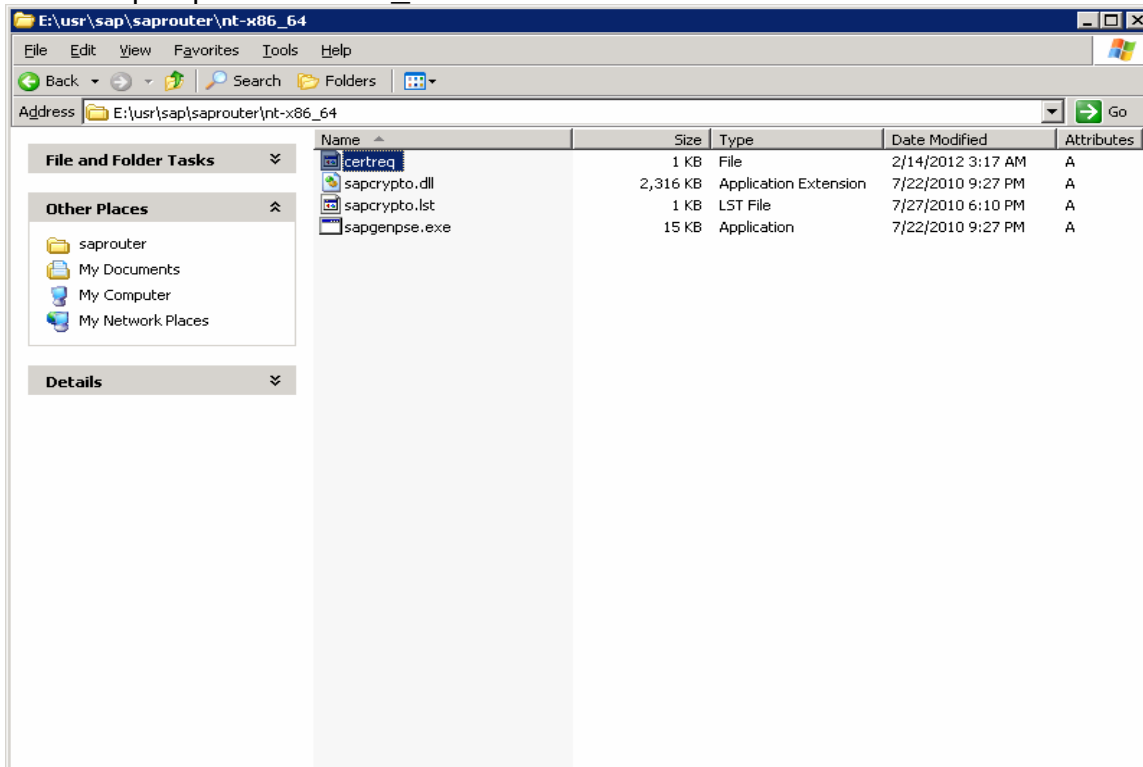 E:\usr\sap\saprouter\nt-x86_64
File Edit View Favorites Tools Help
Back Search Folders
Address E:\usr\sap\saprouter\nt-x86_64 Go
Name Size Type Date Modified Attributes
File and Folder Tasks
certreq 1 KB File 2/14/2012 3:17 AM A
sapcrypto.dll 2,316 KB Application Extension 7/22/2010 9:27 PM A
sapcrypto.lst 1 KB LST File 7/27/2010 6:10 PM A
sapgenpse.exe 15 KB Application 7/22/2010 9:27 PM A
Other Places
saprouter
My Documents
My Computer
My Network Places
Details